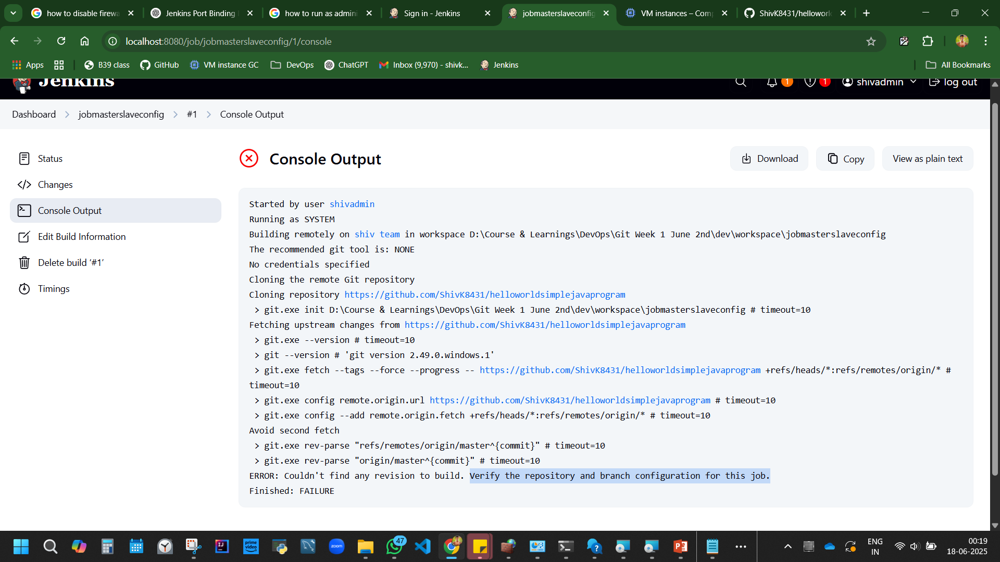 how to disable firewa
Jenkins Port Binding
how to run as admini
Sign in - Jenkins
jobmasterslaveconfig
VM instances – Comp
ShivK8431/helloworl
localhost:8080/job/jobmasterslaveconfig/1/console
Apps
B39 class
GitHub
VM instance GC
DevOps
ChatGPT
Inbox (9,970) - shivk...
Jenkins
All Bookmarks
Jenkins
1
1
shivadmin
log out
Dashboard
jobmasterslaveconfig
#1
Console Output
Status
Changes
Console Output
Edit Build Information
Delete build ‘#1’
Timings
Console Output
Download
Copy
View as plain text
Started by user shivadmin
Running as SYSTEM
Building remotely on shiv team in workspace D:\Course & Learnings\DevOps\Git Week 1 June 2nd\dev\workspace\jobmasterslaveconfig
The recommended git tool is: NONE
No credentials specified
Cloning the remote Git repository
Cloning repository https://github.com/ShivK8431/helloworldsimplejavaprogram
> git.exe init D:\Course & Learnings\DevOps\Git Week 1 June 2nd\dev\workspace\jobmasterslaveconfig # timeout=10
Fetching upstream changes from https://github.com/ShivK8431/helloworldsimplejavaprogram
> git.exe --version # timeout=10
> git --version # 'git version 2.49.0.windows.1'
> git.exe fetch --tags --force --progress -- https://github.com/ShivK8431/helloworldsimplejavaprogram +refs/heads/*:refs/remotes/origin/* #
timeout=10
> git.exe config remote.origin.url https://github.com/ShivK8431/helloworldsimplejavaprogram # timeout=10
> git.exe config --add remote.origin.fetch +refs/heads/*:refs/remotes/origin/* # timeout=10
Avoid second fetch
> git.exe rev-parse "refs/remotes/origin/master^{commit}" # timeout=10
> git.exe rev-parse "origin/master^{commit}" # timeout=10
ERROR: Couldn't find any revision to build. Verify the repository and branch configuration for this job.
Finished: FAILURE
IJ
prime video
zoom
47
ENG
IN
00:19
18-06-2025